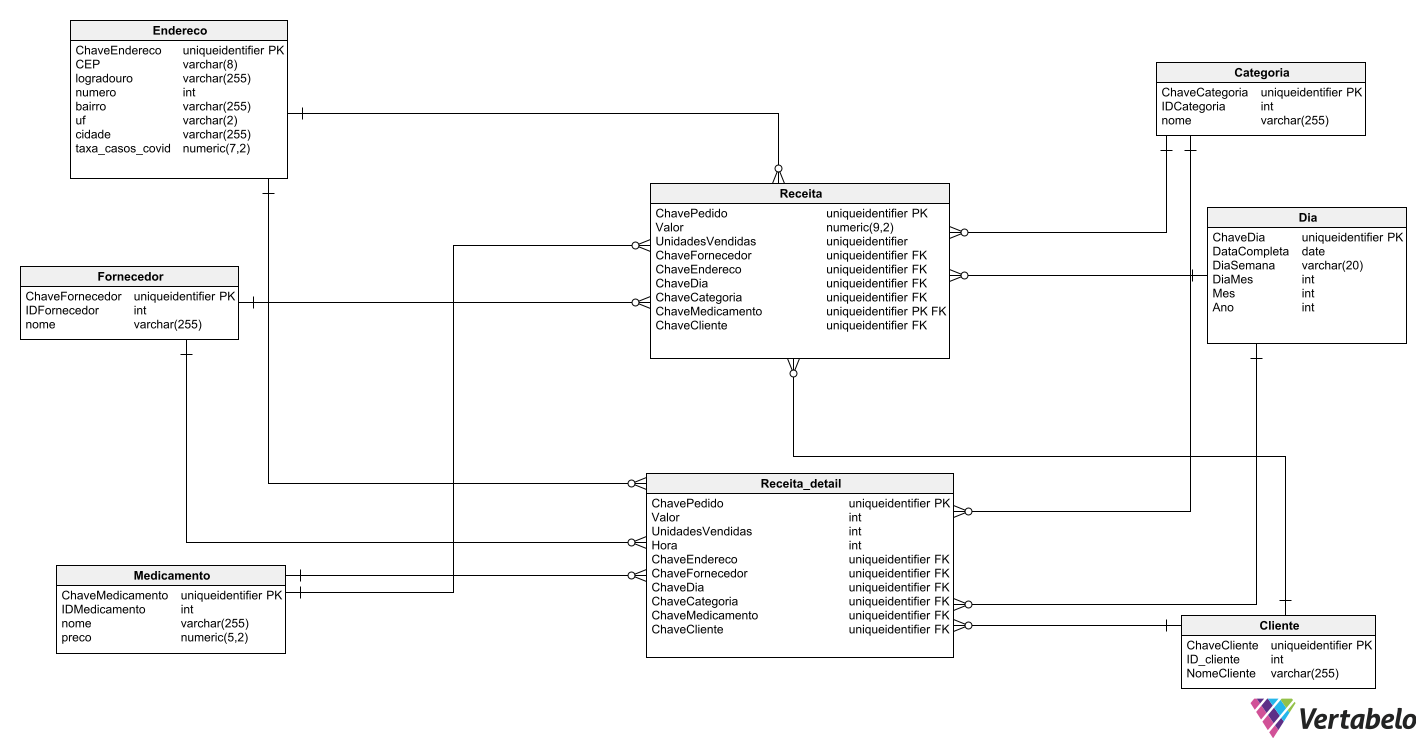 Endereco
ChaveEndereco uniqueidentifier PK
CEP varchar(8)
logradouro varchar(255)
numero int
bairro varchar(255)
uf varchar(2)
cidade varchar(255)
taxa_casos_covid numeric(7,2)
Categoria
ChaveCategoria uniqueidentifier PK
IDCategoria int
nome varchar(255)
Receita
ChavePedido uniqueidentifier PK
Valor numeric(9,2)
UnidadesVendidas uniqueidentifier
ChaveFornecedor uniqueidentifier FK
ChaveEndereco uniqueidentifier FK
ChaveDia uniqueidentifier FK
ChaveCategoria uniqueidentifier FK
ChaveMedicamento uniqueidentifier PK FK
ChaveCliente uniqueidentifier FK
Dia
ChaveDia uniqueidentifier PK
DataCompleta date
DiaSemana varchar(20)
DiaMes int
Mes int
Ano int
Fornecedor
ChaveFornecedor uniqueidentifier PK
IDFornecedor int
nome varchar(255)
Receita_detail
ChavePedido uniqueidentifier PK
Valor int
UnidadesVendidas int
Hora int
ChaveEndereco uniqueidentifier FK
ChaveFornecedor uniqueidentifier FK
ChaveDia uniqueidentifier FK
ChaveCategoria uniqueidentifier FK
ChaveMedicamento uniqueidentifier FK
ChaveCliente uniqueidentifier FK
Medicamento
ChaveMedicamento uniqueidentifier PK
IDMedicamento int
nome varchar(255)
preco numeric(5,2)
Cliente
ChaveCliente uniqueidentifier PK
ID_cliente int
NomeCliente varchar(255)
Vertabelo